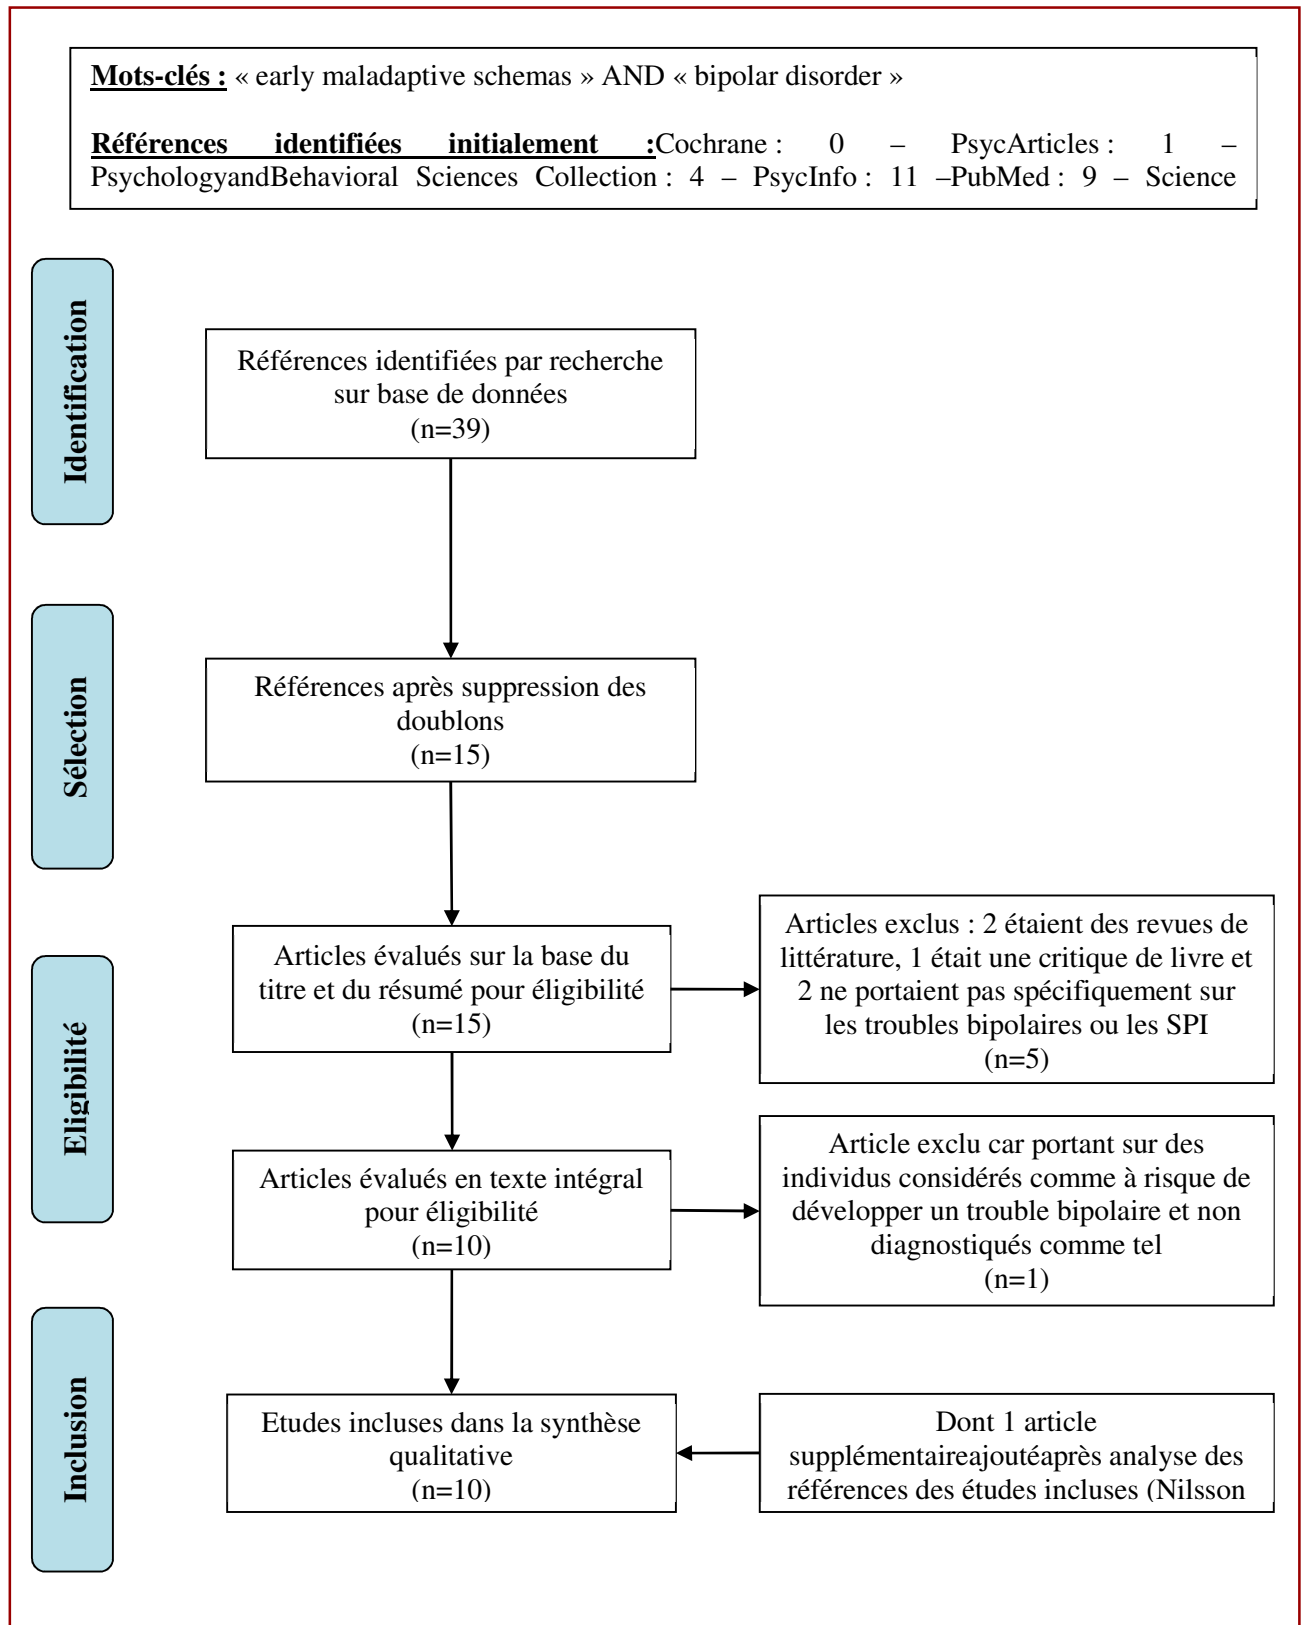 Mots-clés : « early maladaptive schemas » AND « bipolar disorder »
Références identifiées initialement :Cochrane : 0 – PsycArticles : 1 –
PsychologyandBehavioral Sciences Collection : 4 – PsycInfo : 11 –PubMed : 9 – Science
Identification
Références identifiées par recherche
sur base de données
(n=39)
Sélection
Références après suppression des
doublons
(n=15)
Eligibilité
Articles évalués sur la base du
titre et du résumé pour éligibilité
(n=15)
Articles exclus : 2 étaient des revues de
littérature, 1 était une critique de livre et
2 ne portaient pas spécifiquement sur
les troubles bipolaires ou les SPI
(n=5)
Articles évalués en texte intégral
pour éligibilité
(n=10)
Article exclu car portant sur des
individus considérés comme à risque de
développer un trouble bipolaire et non
diagnostiqués comme tel
(n=1)
Inclusion
Etudes incluses dans la synthèse
qualitative
(n=10)
Dont 1 article
supplémentaireajoutéaprès analyse des
références des études incluses (Nilsson